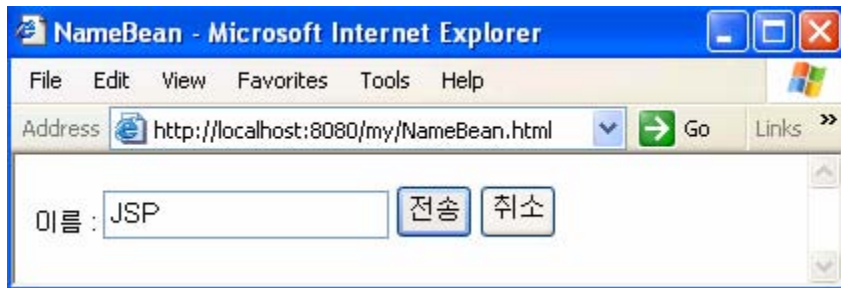 NameBean - Microsoft Internet Explorer
File Edit View Favorites Tools Help
Address http://localhost:8080/my/NameBean.html Go Links »
이름 : JSP 전송 취소